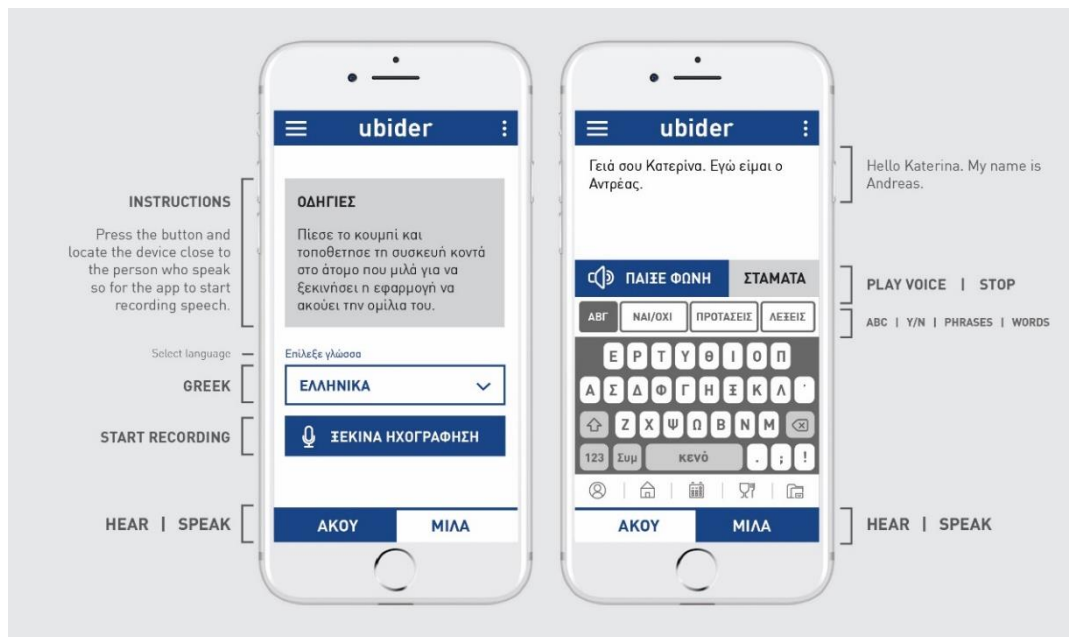 INSTRUCTIONS
Press the button and
locate the device close to
the person who speak
so for the app to start
recording speech.
Select language
GREEK
START RECORDING
HEAR | SPEAK
ubider
ΟΔΗΓΙΕΣ
Πίεσε το κουμπί και
τοποθετησε τη συσκευή κοντά
στο άτομο που μιλά για να
ξεκινήσει η εφαρμογή να
ακούει την ομίλια του.
Επίλεξε γλώσσα
ΕΛΛΗΝΙΚΑ
ΞΕΚΙΝΑ ΗΧΟΓΡΑΦΗΣΗ
ΑΚΟΥ ΜΙΛΑ
ubider
Γειά σου Κατερίνα. Εγώ είμαι ο
Αντρέας.
ΠΑΙΞΕ ΦΩΝΗ ΣΤΑΜΑΤΑ
ΑΒΓ ΝΑΙ/ΟΧΙ ΠΡΟΤΑΣΕΙΣ ΛΕΞΕΙΣ
Ε Ρ Τ Υ Θ Ι Ο Π
Α Σ Δ Φ Γ Η Ξ Κ Λ ΄
Ζ Χ Ψ Ω Β Ν Μ
123 Συμ κενό . ; !
ΑΚΟΥ ΜΙΛΑ
Hello Katerina. My name is
Andreas.
PLAY VOICE | STOP
ABC | Y/N | PHRASES | WORDS
HEAR | SPEAK